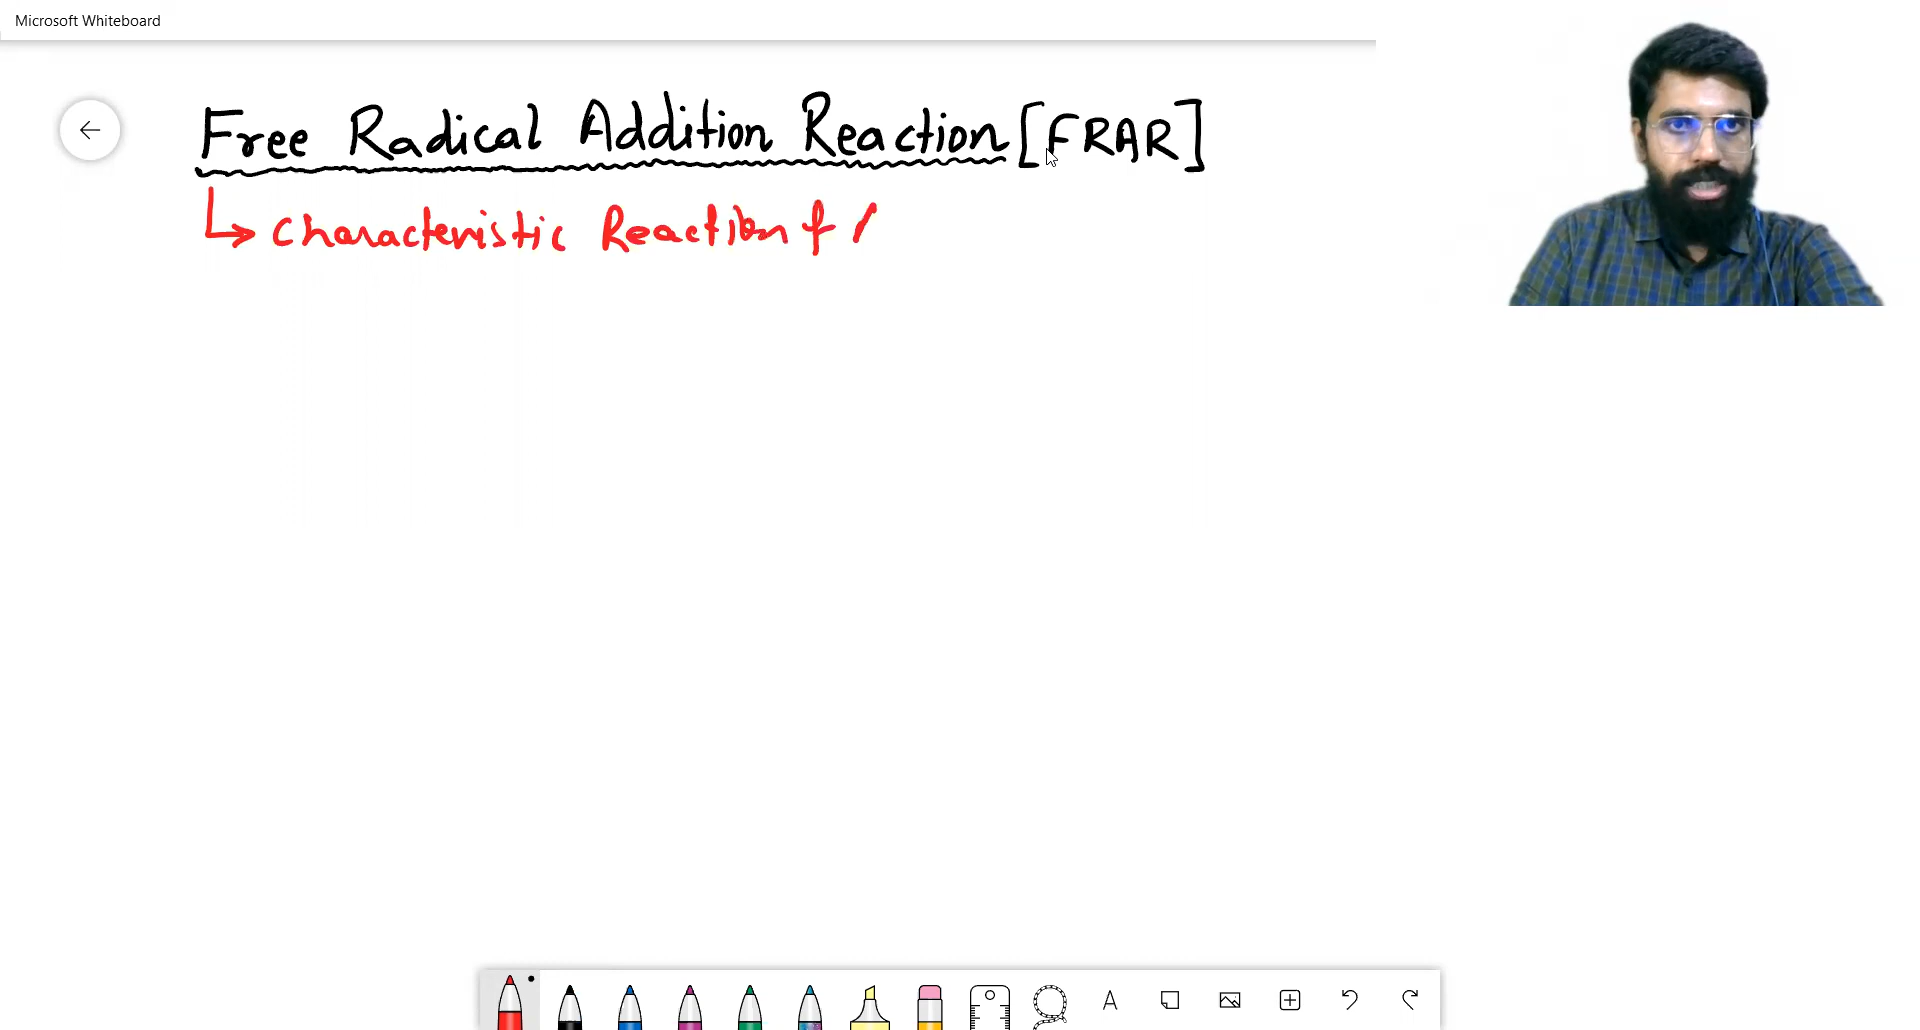 Microsoft Whiteboard
Free Radical Addition Reaction [FRAR]
↳ Characteristic Reaction of